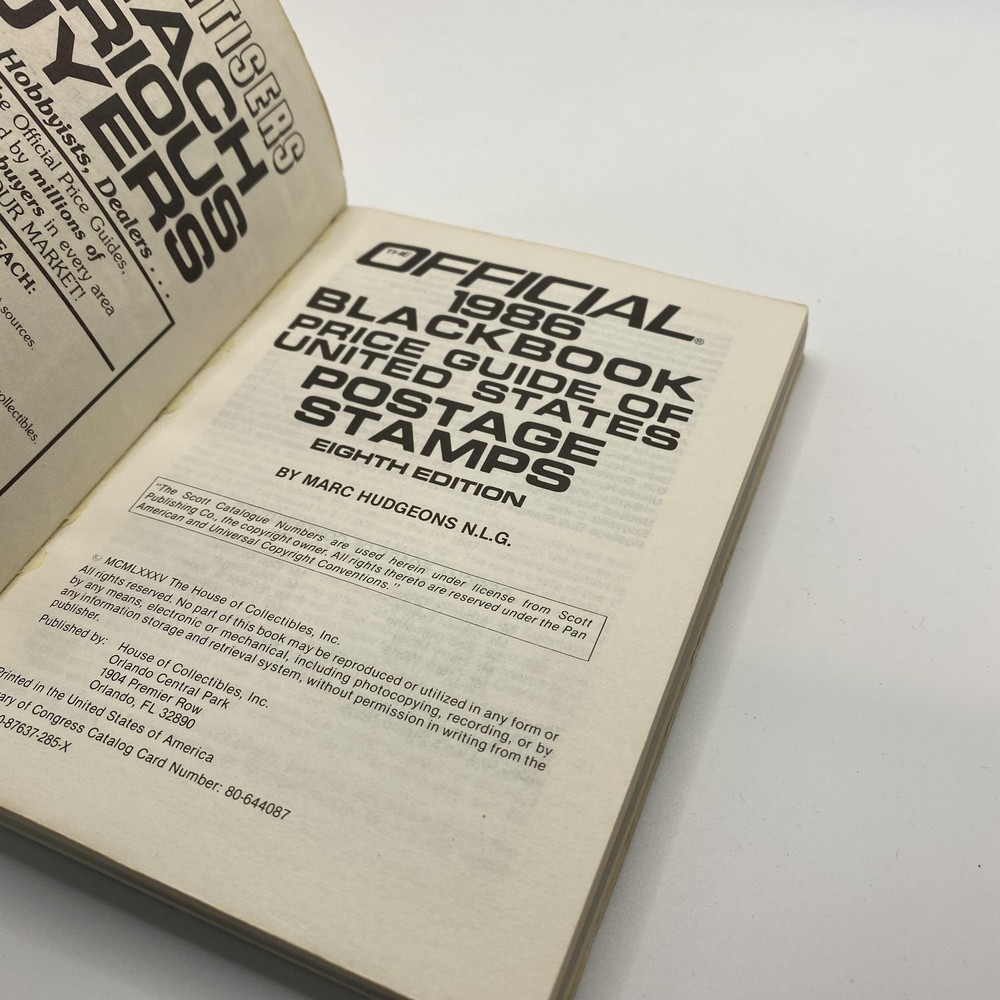 ACH
RIOUS
YERS
Hobbyists, Dealers . . .
Official Price Guides,
by millions of
buyers in every area
MARKET!
EACH:
sources.
THE OFFICIAL®
1986
BLACKBOOK
PRICE GUIDE OF
UNITED STATES
POSTAGE
STAMPS
EIGHTH EDITION
BY MARC HUDGEONS N.L.G.
"The Scott Catalogue Numbers are used herein under license from Scott
Publishing Co., the copyright owner. All rights thereto are reserved under the Pan
American and Universal Copyright Conventions."
© MCMLXXXV The House of Collectibles, Inc.
All rights reserved. No part of this book may be reproduced or utilized in any form or
by any means, electronic or mechanical, including photocopying, recording, or by
any information storage and retrieval system, without permission in writing from the
publisher.
Published by: House of Collectibles, Inc.
Orlando Central Park
1904 Premier Row
Orlando, FL 32890
Printed in the United States of America
ary of Congress Catalog Card Number: 80-644087
0-87637-285-X